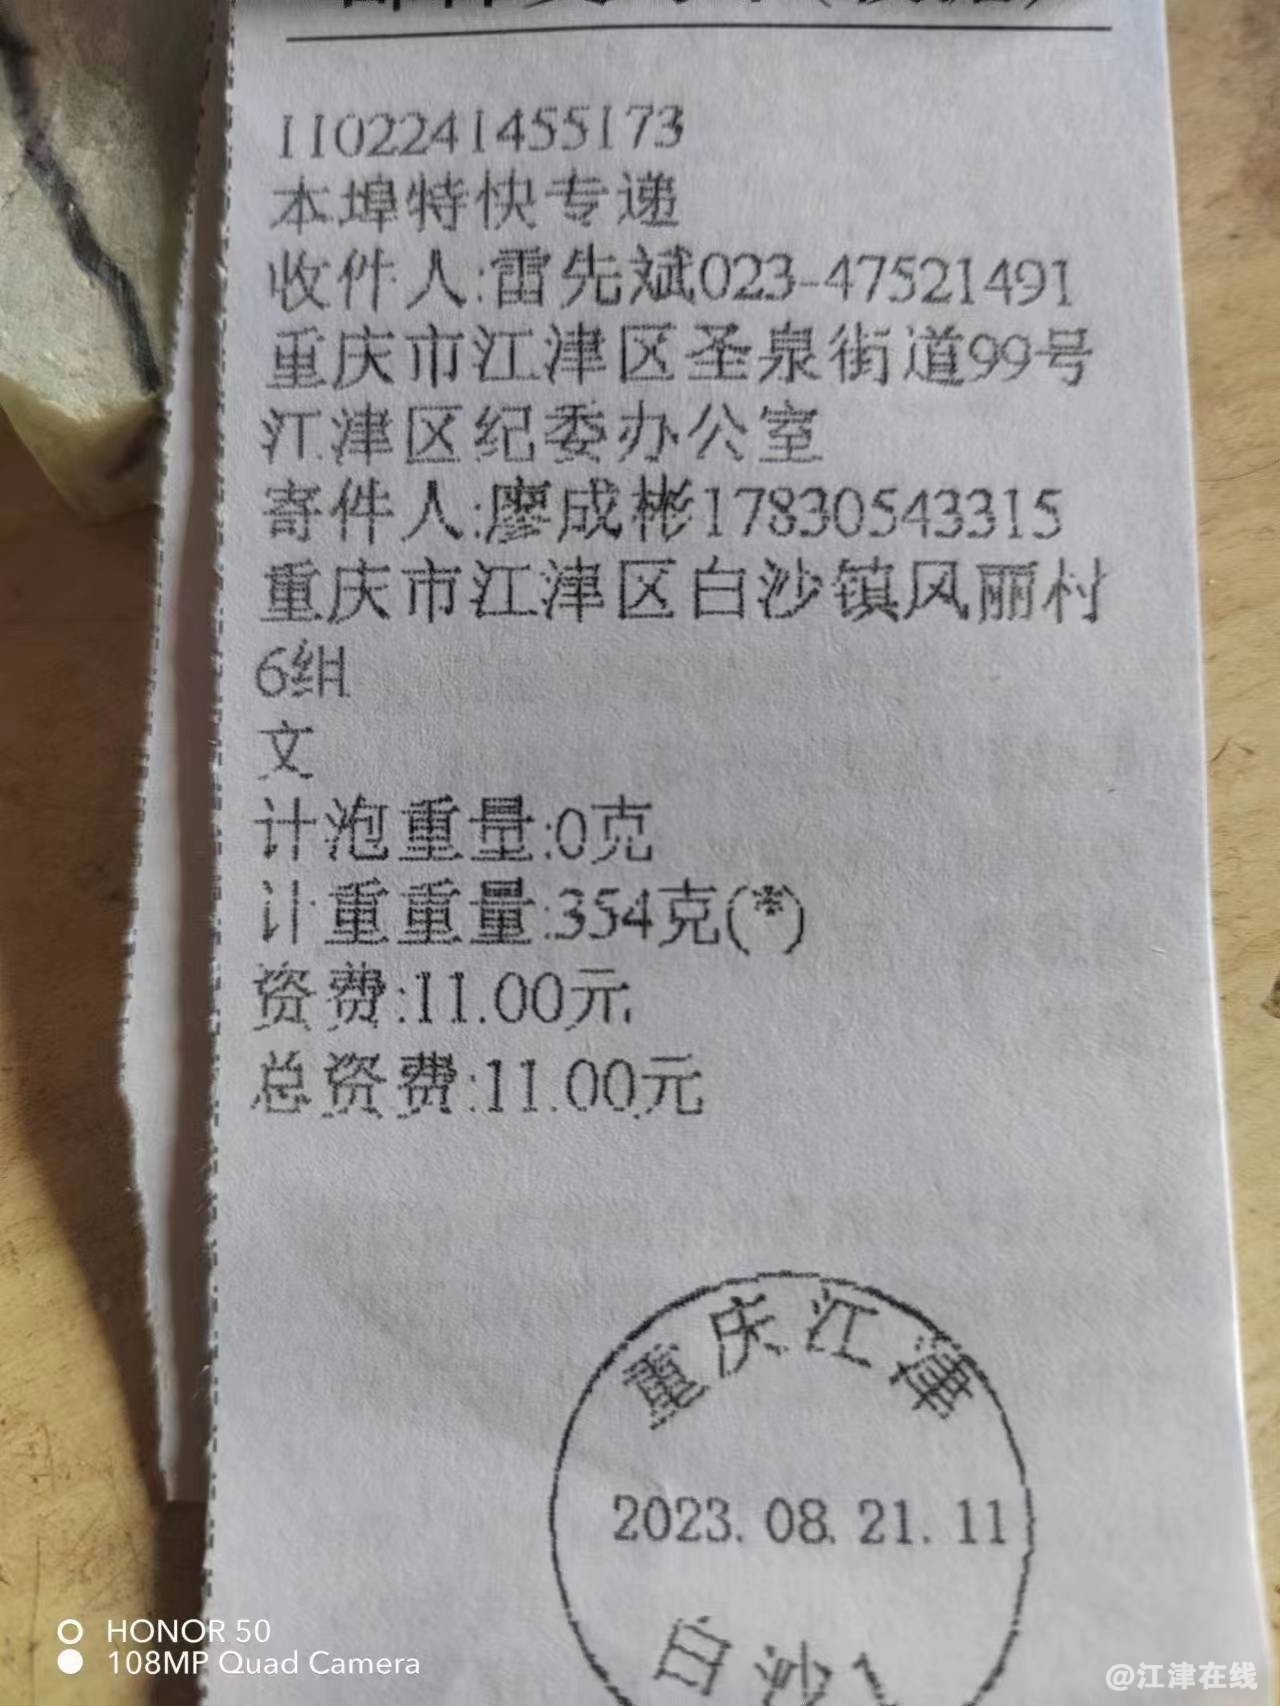 1102241455173
本埠特快专递
收件人:雷先斌023-47521491
重庆市江津区圣泉街道99号
江津区纪委办公室
寄件人:廖成彬17830543315
重庆市江津区白沙镇风丽村
6组
文
计泡重量:0克
计重重量:354克(*)
资费:11.00元
总资费:11.00元
重庆江津
2023.08.21.11
白沙
HONOR 50
108MP Quad Camera
@江津在线